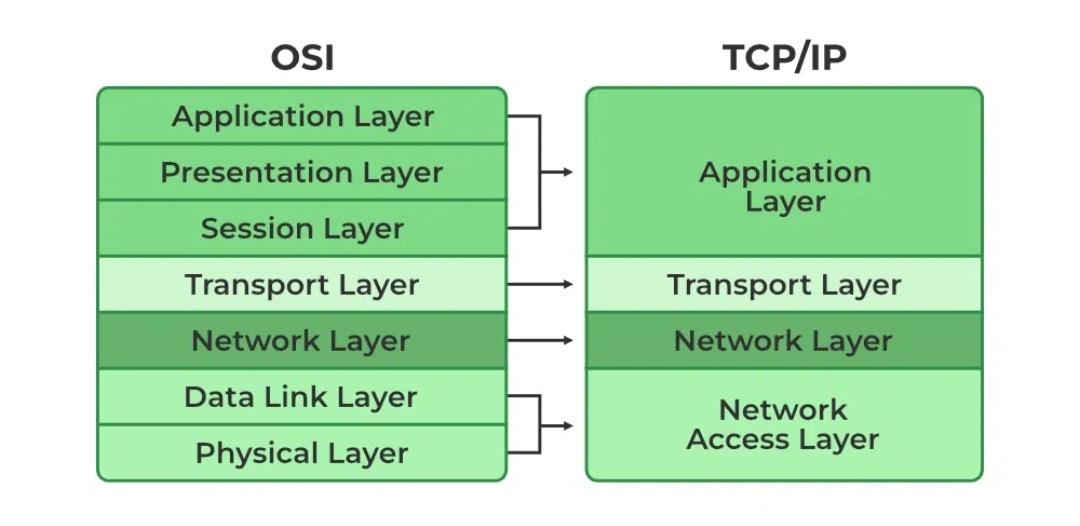 OSI
Application Layer
Presentation Layer
Session Layer
Transport Layer
Network Layer
Data Link Layer
Physical Layer
TCP/IP
Application
Layer
Transport Layer
Network Layer
Network
Access Layer